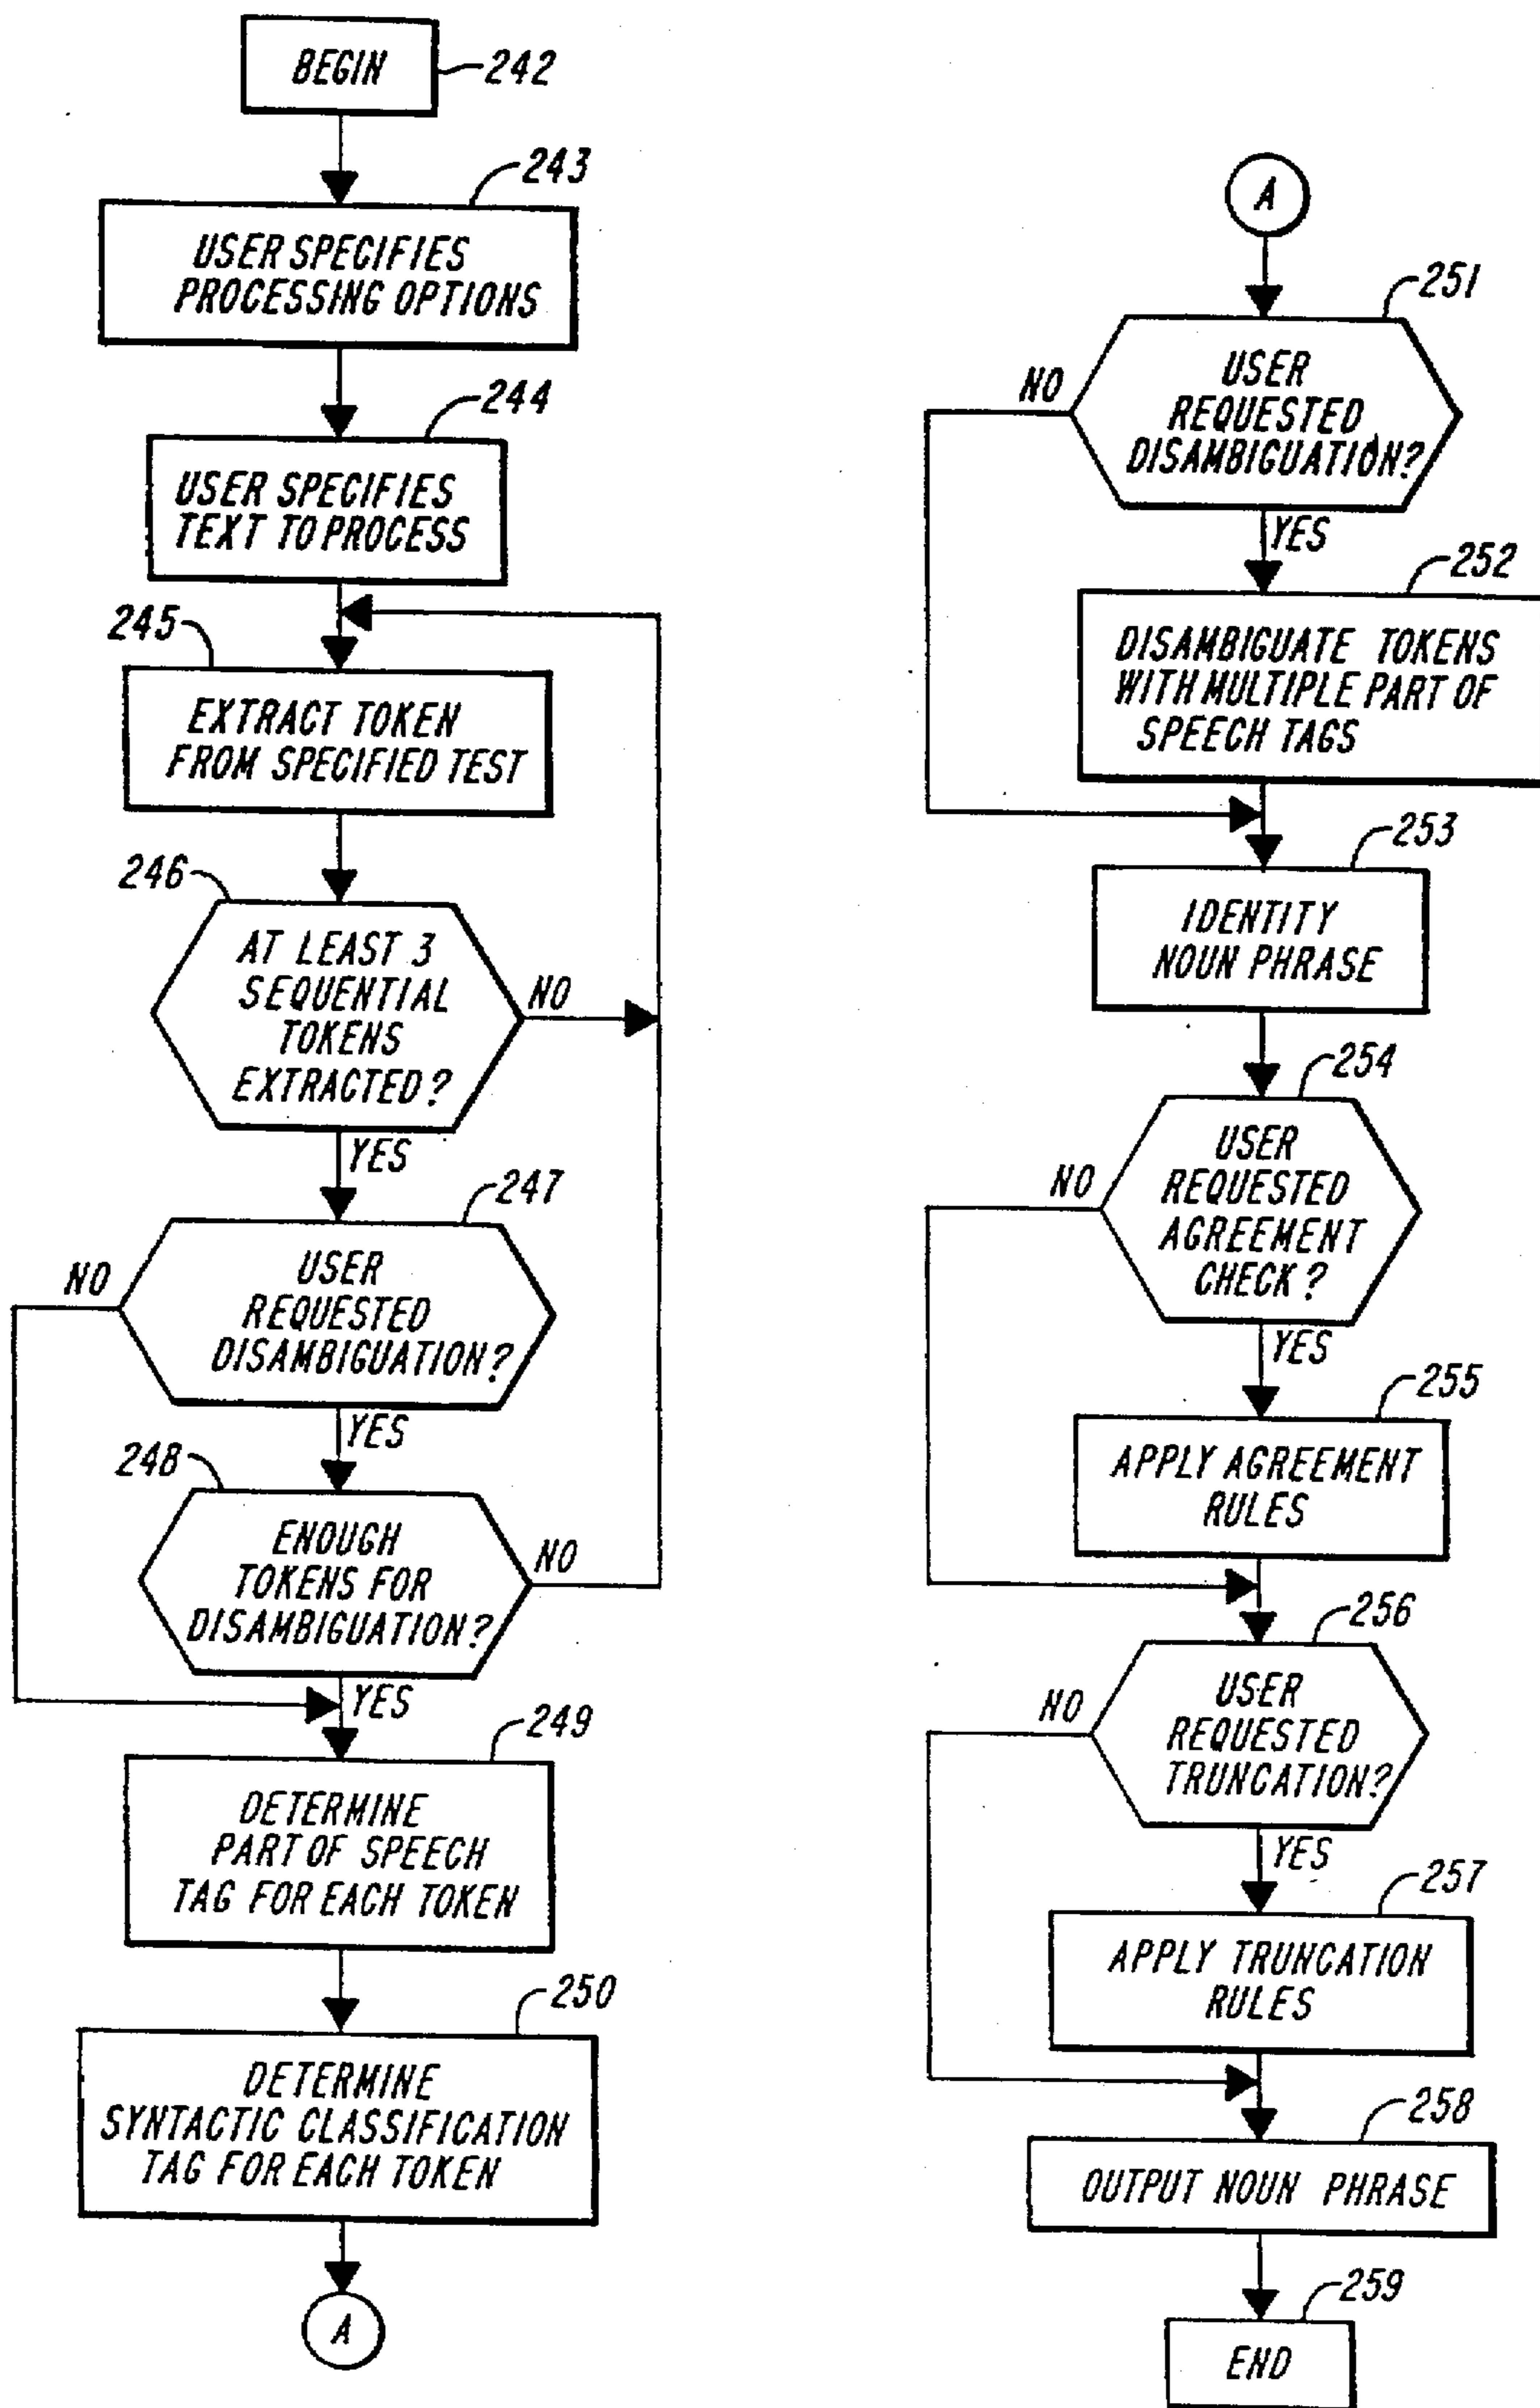 BEGIN
242
243
USER SPECIFIES
PROCESSING OPTIONS
244
USER SPECIFIES
TEXT TO PROCESS
245
EXTRACT TOKEN
FROM SPECIFIED TEST
246
AT LEAST 3
SEQUENTIAL
TOKENS
EXTRACTED?
NO
YES
247
USER
REQUESTED
DISAMBIGUATION?
NO
YES
248
ENOUGH
TOKENS FOR
DISAMBIGUATION?
NO
YES
249
DETERMINE
PART OF SPEECH
TAG FOR EACH TOKEN
250
DETERMINE
SYNTACTIC CLASSIFICATION
TAG FOR EACH TOKEN
A
A
251
USER
REQUESTED
DISAMBIGUATION?
NO
YES
252
DISAMBIGUATE TOKENS
WITH MULTIPLE PART OF
SPEECH TAGS
253
IDENTITY
NOUN PHRASE
254
USER
REQUESTED
AGREEMENT
CHECK?
NO
YES
255
APPLY AGREEMENT
RULES
256
USER
REQUESTED
TRUNCATION?
NO
YES
257
APPLY TRUNCATION
RULES
258
OUTPUT NOUN PHRASE
259
END